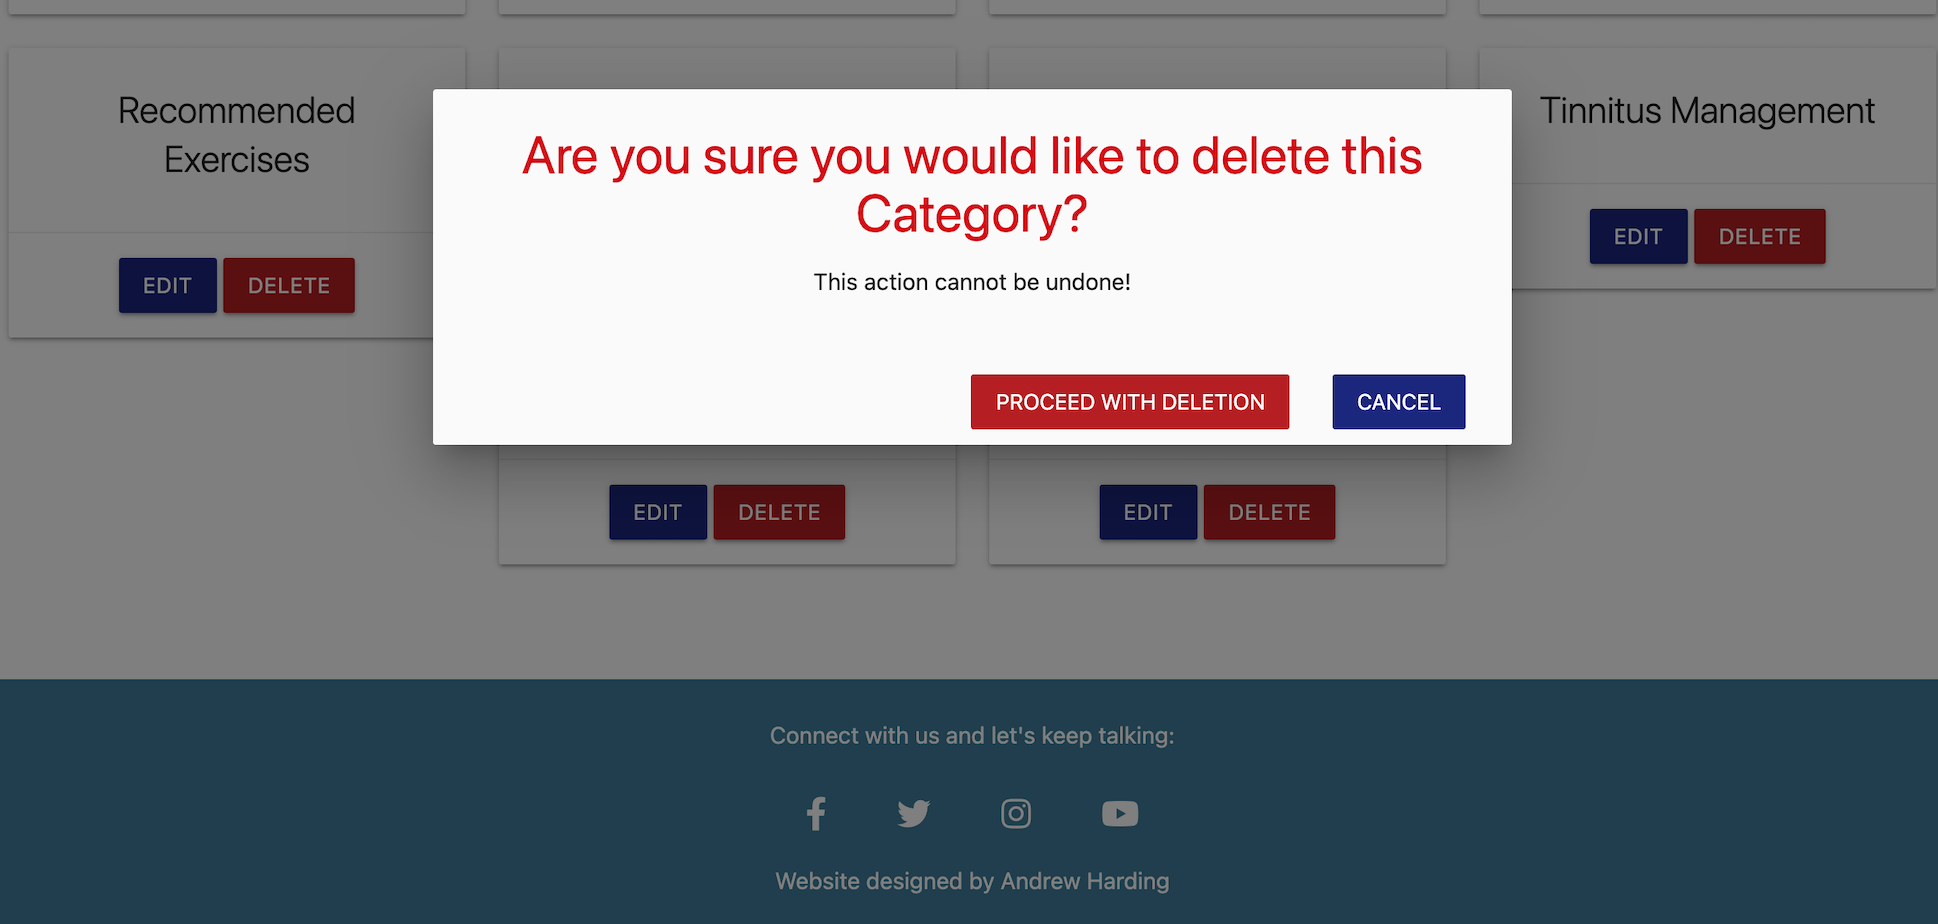 Recommended
Exercises
EDIT DELETE
Are you sure you would like to delete this
Category?
This action cannot be undone!
PROCEED WITH DELETION CANCEL
Tinnitus Management
EDIT DELETE
EDIT DELETE
EDIT DELETE
Connect with us and let's keep talking:
Website designed by Andrew Harding